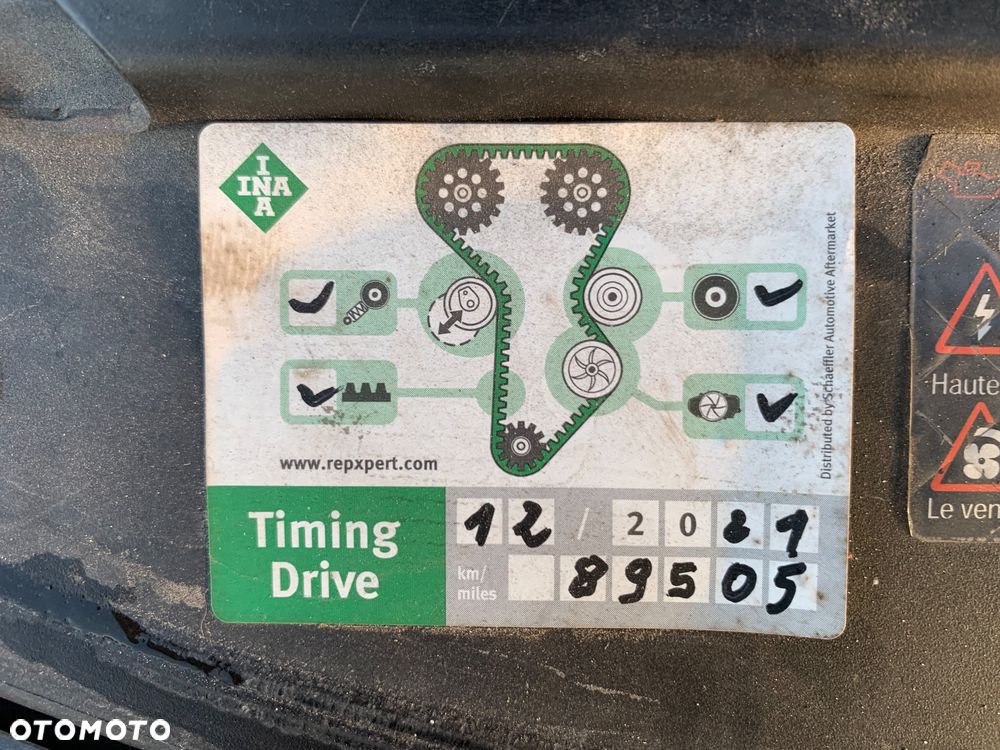 I
INA
A
Distributed by Schaeffler Automotive Aftermarket
www.repxpert.com
Timing
Drive
12 / 2021
km/
miles
89505
Haute
Le ven
OTOMOTO